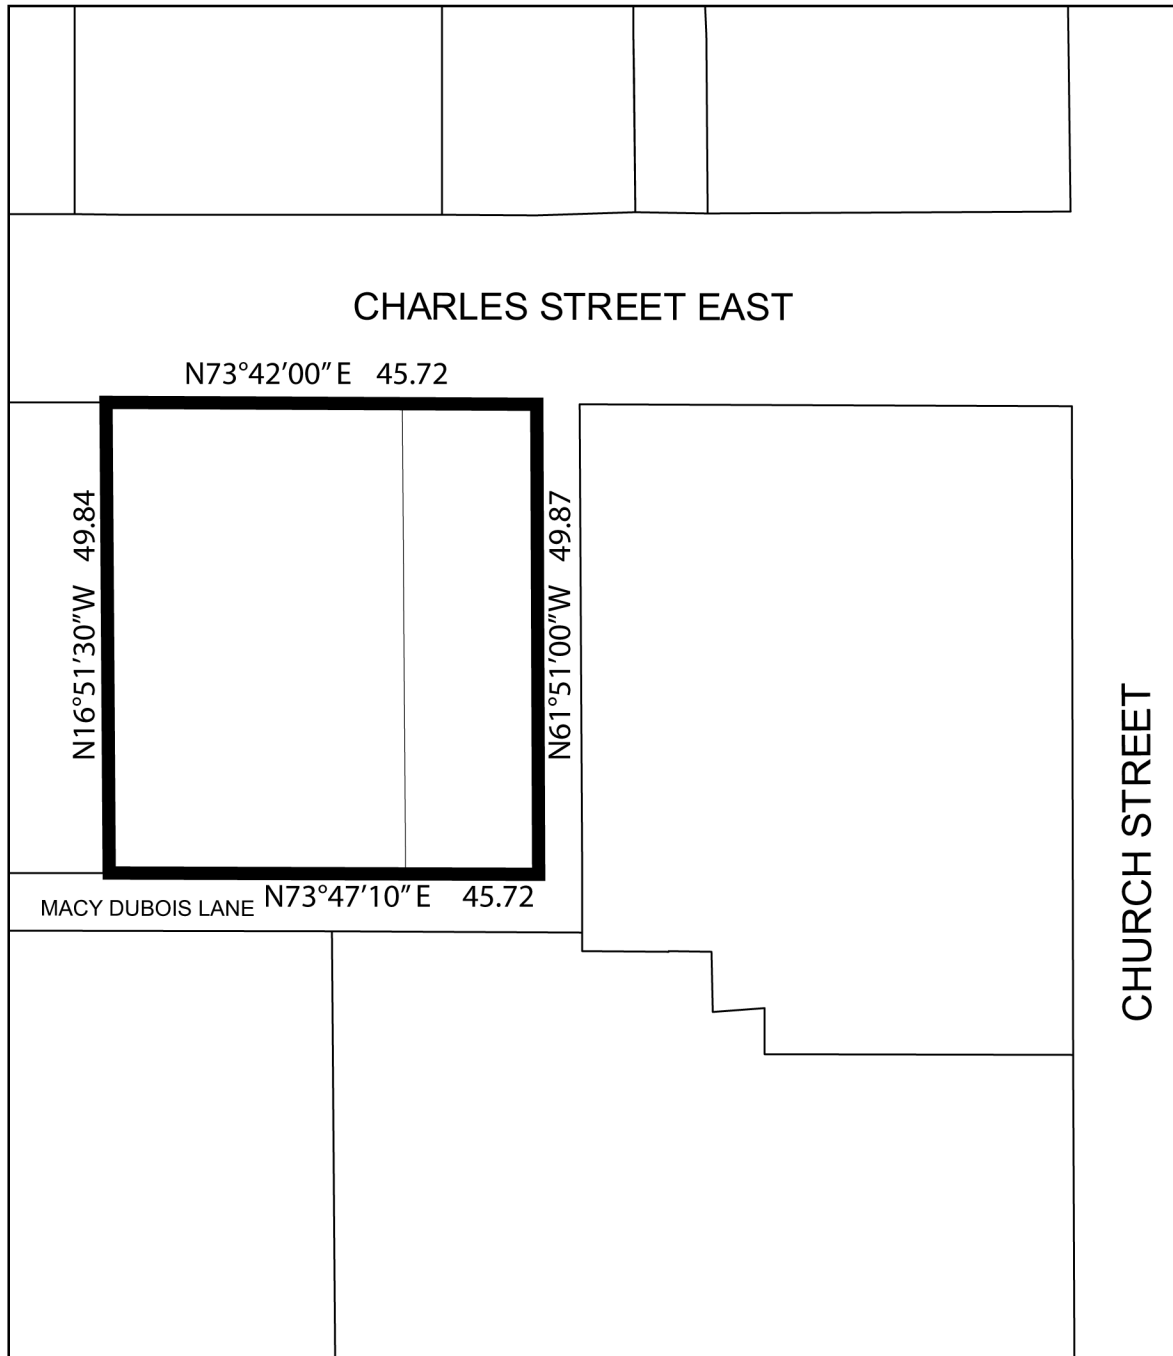 CHARLES STREET EAST
N73°42'00" E 45.72
N16°51'30"W 49.84
N61°51'00"W 49.87
CHURCH STREET
N73°47'10" E 45.72
MACY DUBOIS LANE